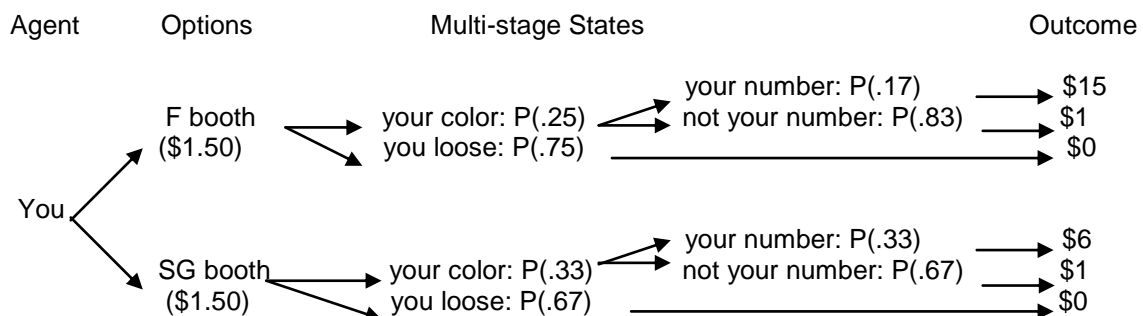 Agent Options Multi-stage States Outcome
your number: P(.17) $15
F booth your color: P(.25) not your number: P(.83) $1
($1.50) you loose: P(.75) $0
You
your number: P(.33) $6
SG booth your color: P(.33) not your number: P(.67) $1
($1.50) you loose: P(.67) $0